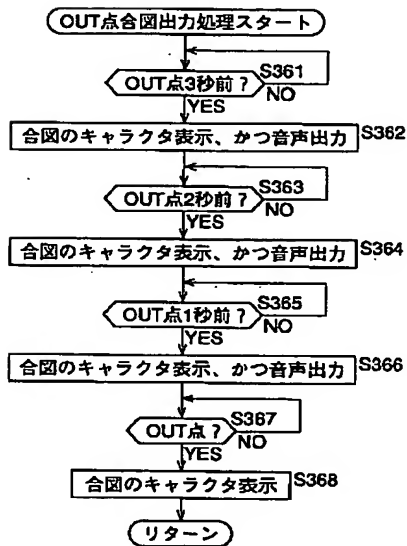 OUT点合図出力処理スタート
OUT点3秒前? S361
YES NO
合図のキャラクタ表示、かつ音声出力 S362
OUT点2秒前? S363
YES NO
合図のキャラクタ表示、かつ音声出力 S364
OUT点1秒前? S365
YES NO
合図のキャラクタ表示、かつ音声出力 S366
OUT点? S367
YES NO
合図のキャラクタ表示 S368
リターン